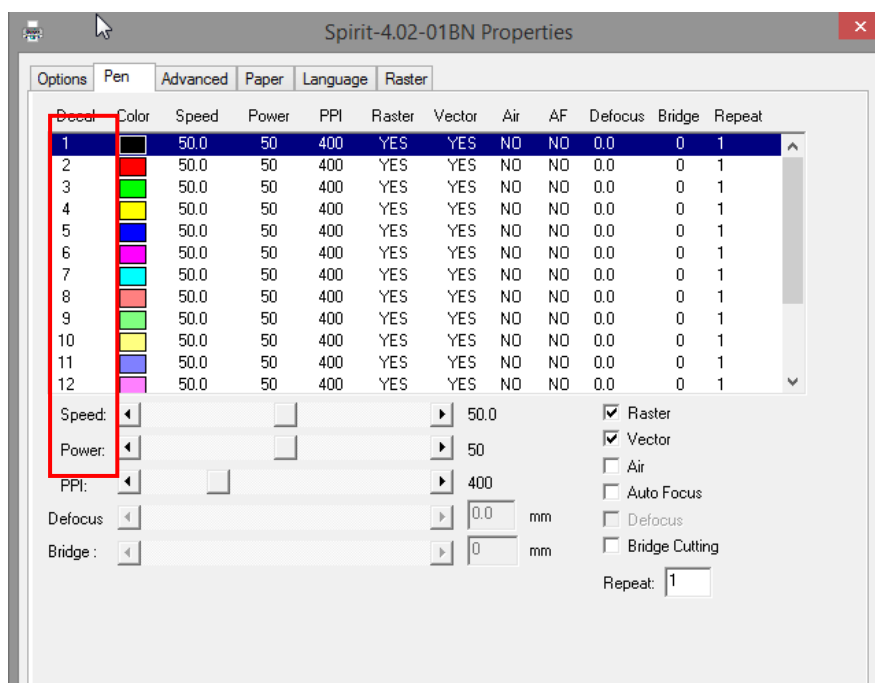 Spirit-4.02-01BN Properties
Options Pen Advanced Paper Language Raster
Decal Color Speed Power PPI Raster Vector Air AF Defocus Bridge Repeat
1 50.0 50 400 YES YES NO NO 0.0 0 1
2 50.0 50 400 YES YES NO NO 0.0 0 1
3 50.0 50 400 YES YES NO NO 0.0 0 1
4 50.0 50 400 YES YES NO NO 0.0 0 1
5 50.0 50 400 YES YES NO NO 0.0 0 1
6 50.0 50 400 YES YES NO NO 0.0 0 1
7 50.0 50 400 YES YES NO NO 0.0 0 1
8 50.0 50 400 YES YES NO NO 0.0 0 1
9 50.0 50 400 YES YES NO NO 0.0 0 1
10 50.0 50 400 YES YES NO NO 0.0 0 1
11 50.0 50 400 YES YES NO NO 0.0 0 1
12 50.0 50 400 YES YES NO NO 0.0 0 1
Speed: 50.0 Raster
Power: 50 Vector
Air
PPI: 400 Auto Focus
Defocus 0.0 mm Defocus
Bridge : 0 mm Bridge Cutting
Repeat: 1